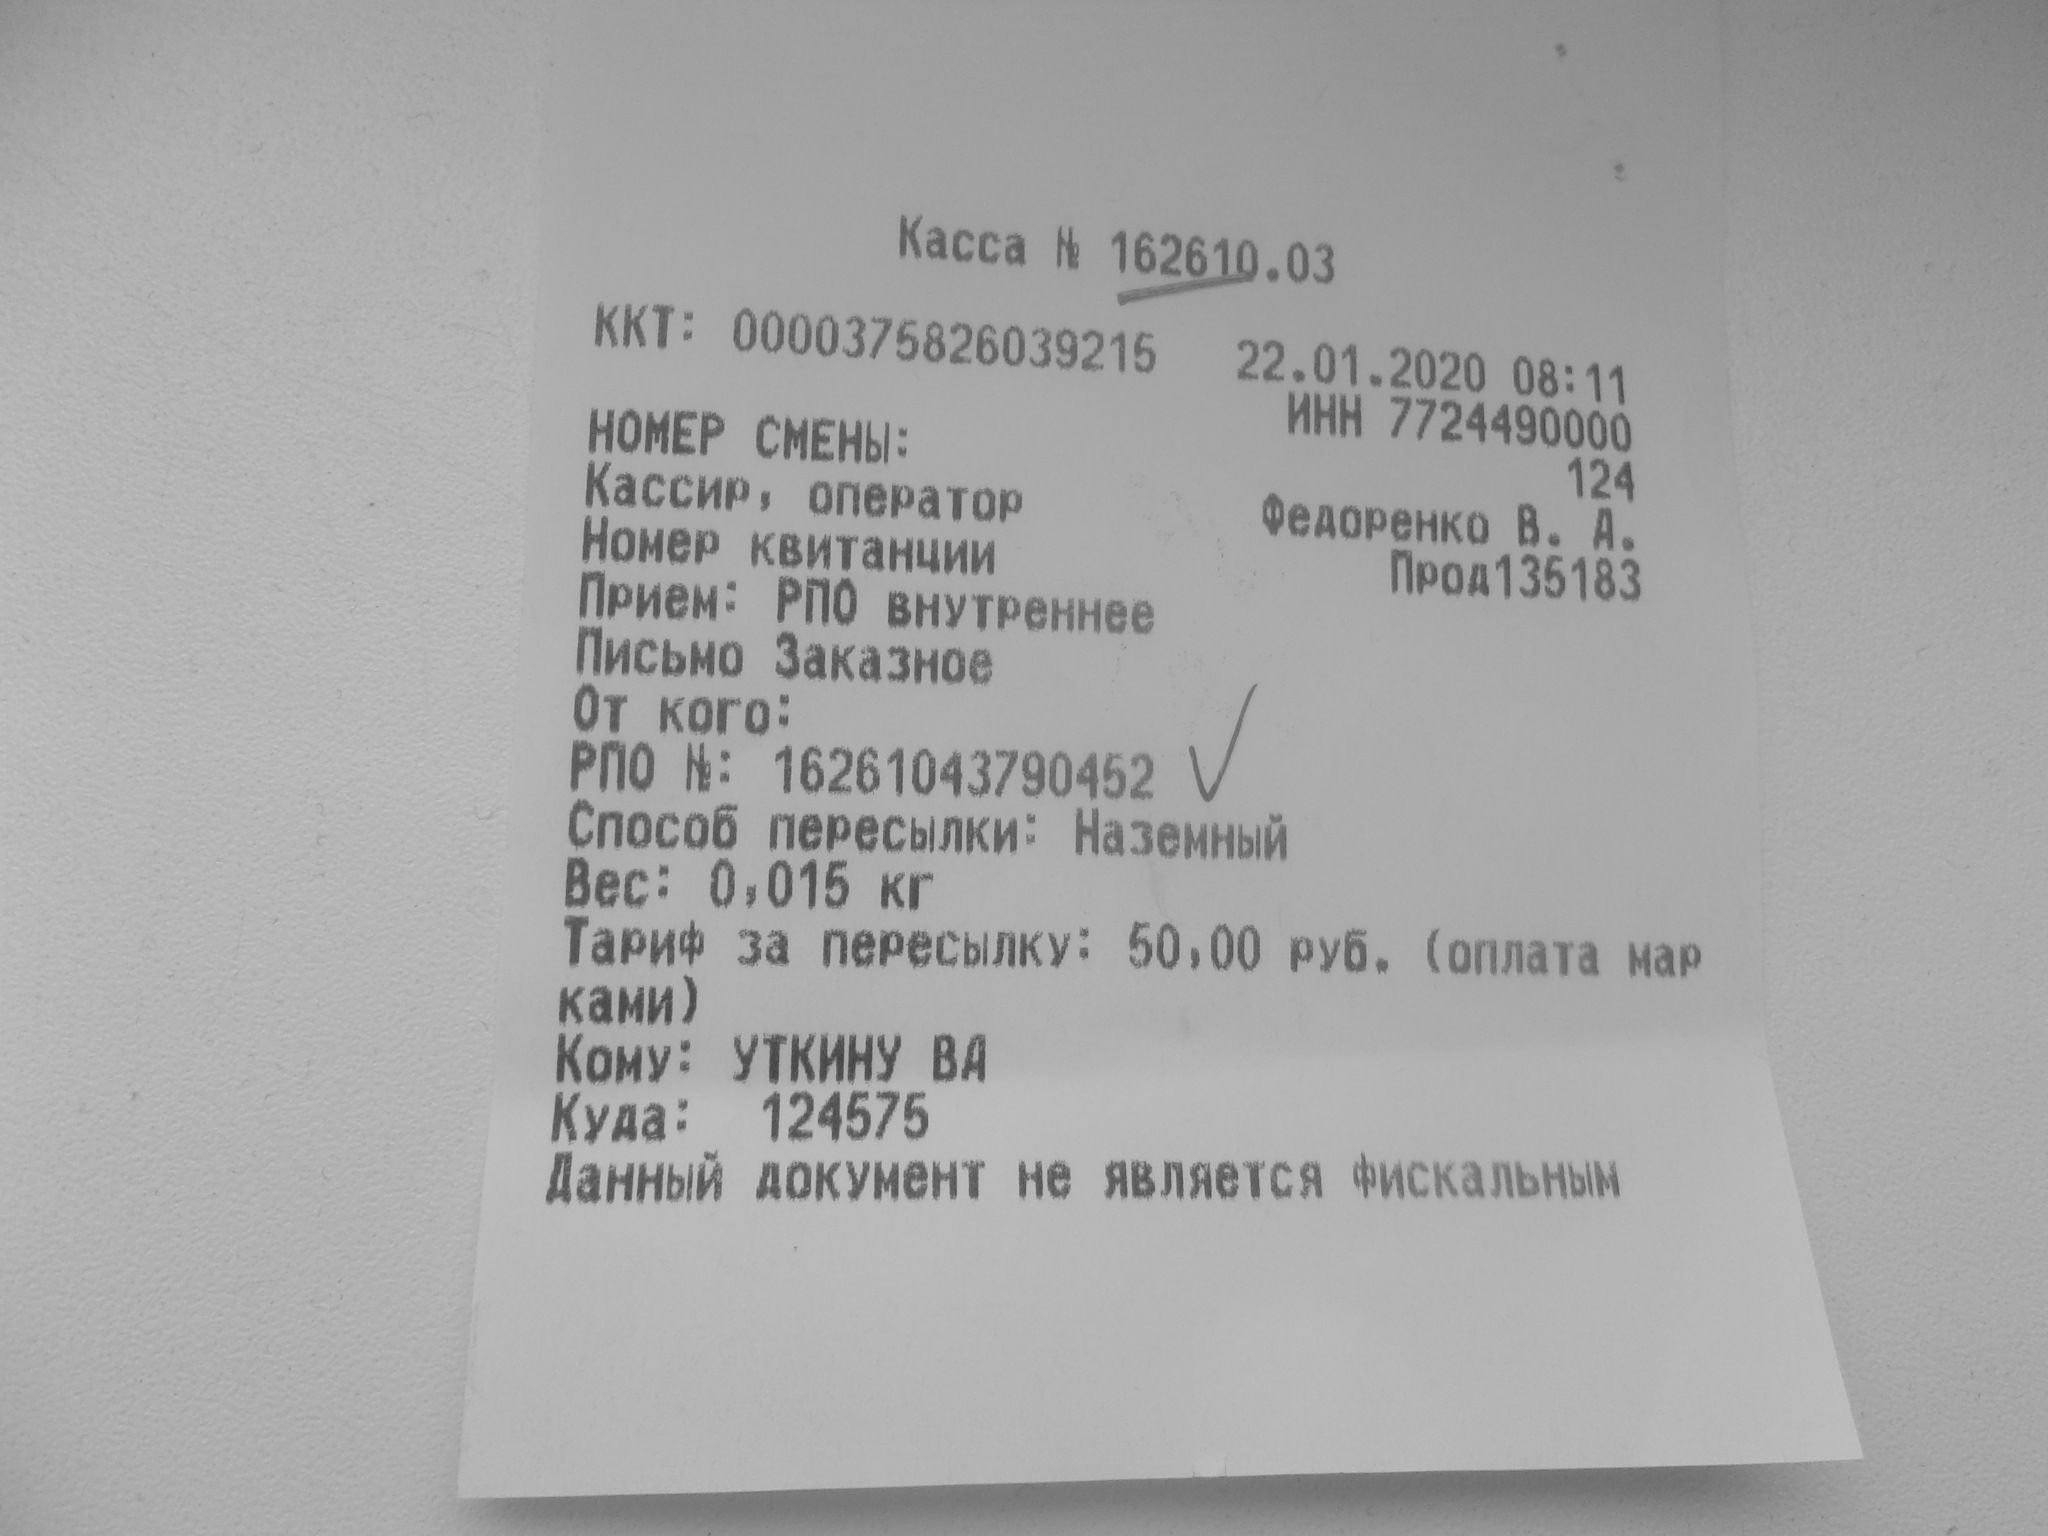 Касса № 162610.03
ККТ: 0000375826039215 22.01.2020 08:11
ИНН 7724490000
НОМЕР СМЕНЫ: 124
Кассир, оператор Федоренко В. А.
Номер квитанции Прод135183
Прием: РПО внутреннее
Письмо Заказное
От кого:
РПО №: 16261043790452
Способ пересылки: Наземный
Вес: 0,015 кг
Тариф за пересылку: 50,00 руб. (оплата мар
ками)
Кому: УТКИНУ ВА
Куда: 124575
Данный документ не является фискальным